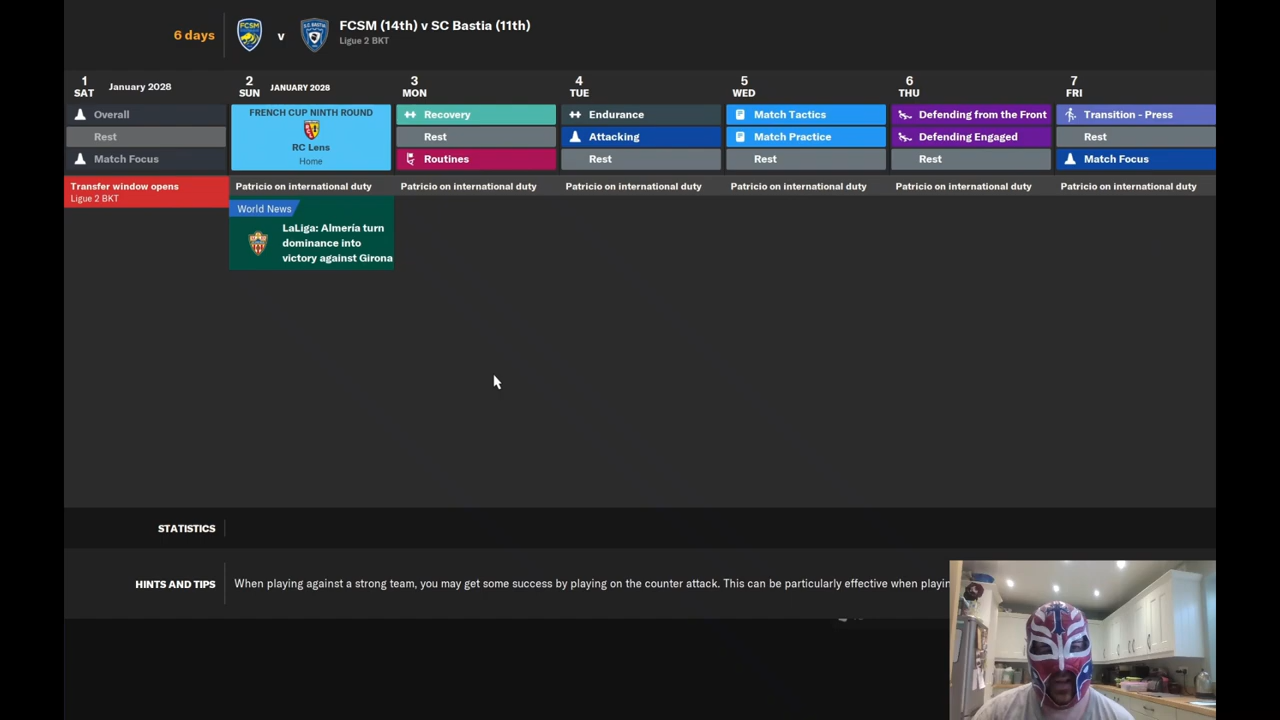 6 days
v
FCSM (14th) v SC Bastia (11th)
Ligue 2 BKT
1
SAT
January 2028
2
SUN
JANUARY 2028
3
MON
4
TUE
5
WED
6
THU
7
FRI
Overall
Rest
Match Focus
FRENCH CUP NINTH ROUND
RC Lens
Home
Recovery
Rest
Routines
Endurance
Attacking
Rest
Match Tactics
Match Practice
Rest
Defending from the Front
Defending Engaged
Rest
Transition - Press
Rest
Match Focus
Transfer window opens
Ligue 2 BKT
Patricio on international duty
Patricio on international duty
Patricio on international duty
Patricio on international duty
Patricio on international duty
Patricio on international duty
World News
LaLiga: Almería turn
dominance into
victory against Girona
STATISTICS
HINTS AND TIPS
When playing against a strong team, you may get some success by playing on the counter attack. This can be particularly effective when playin